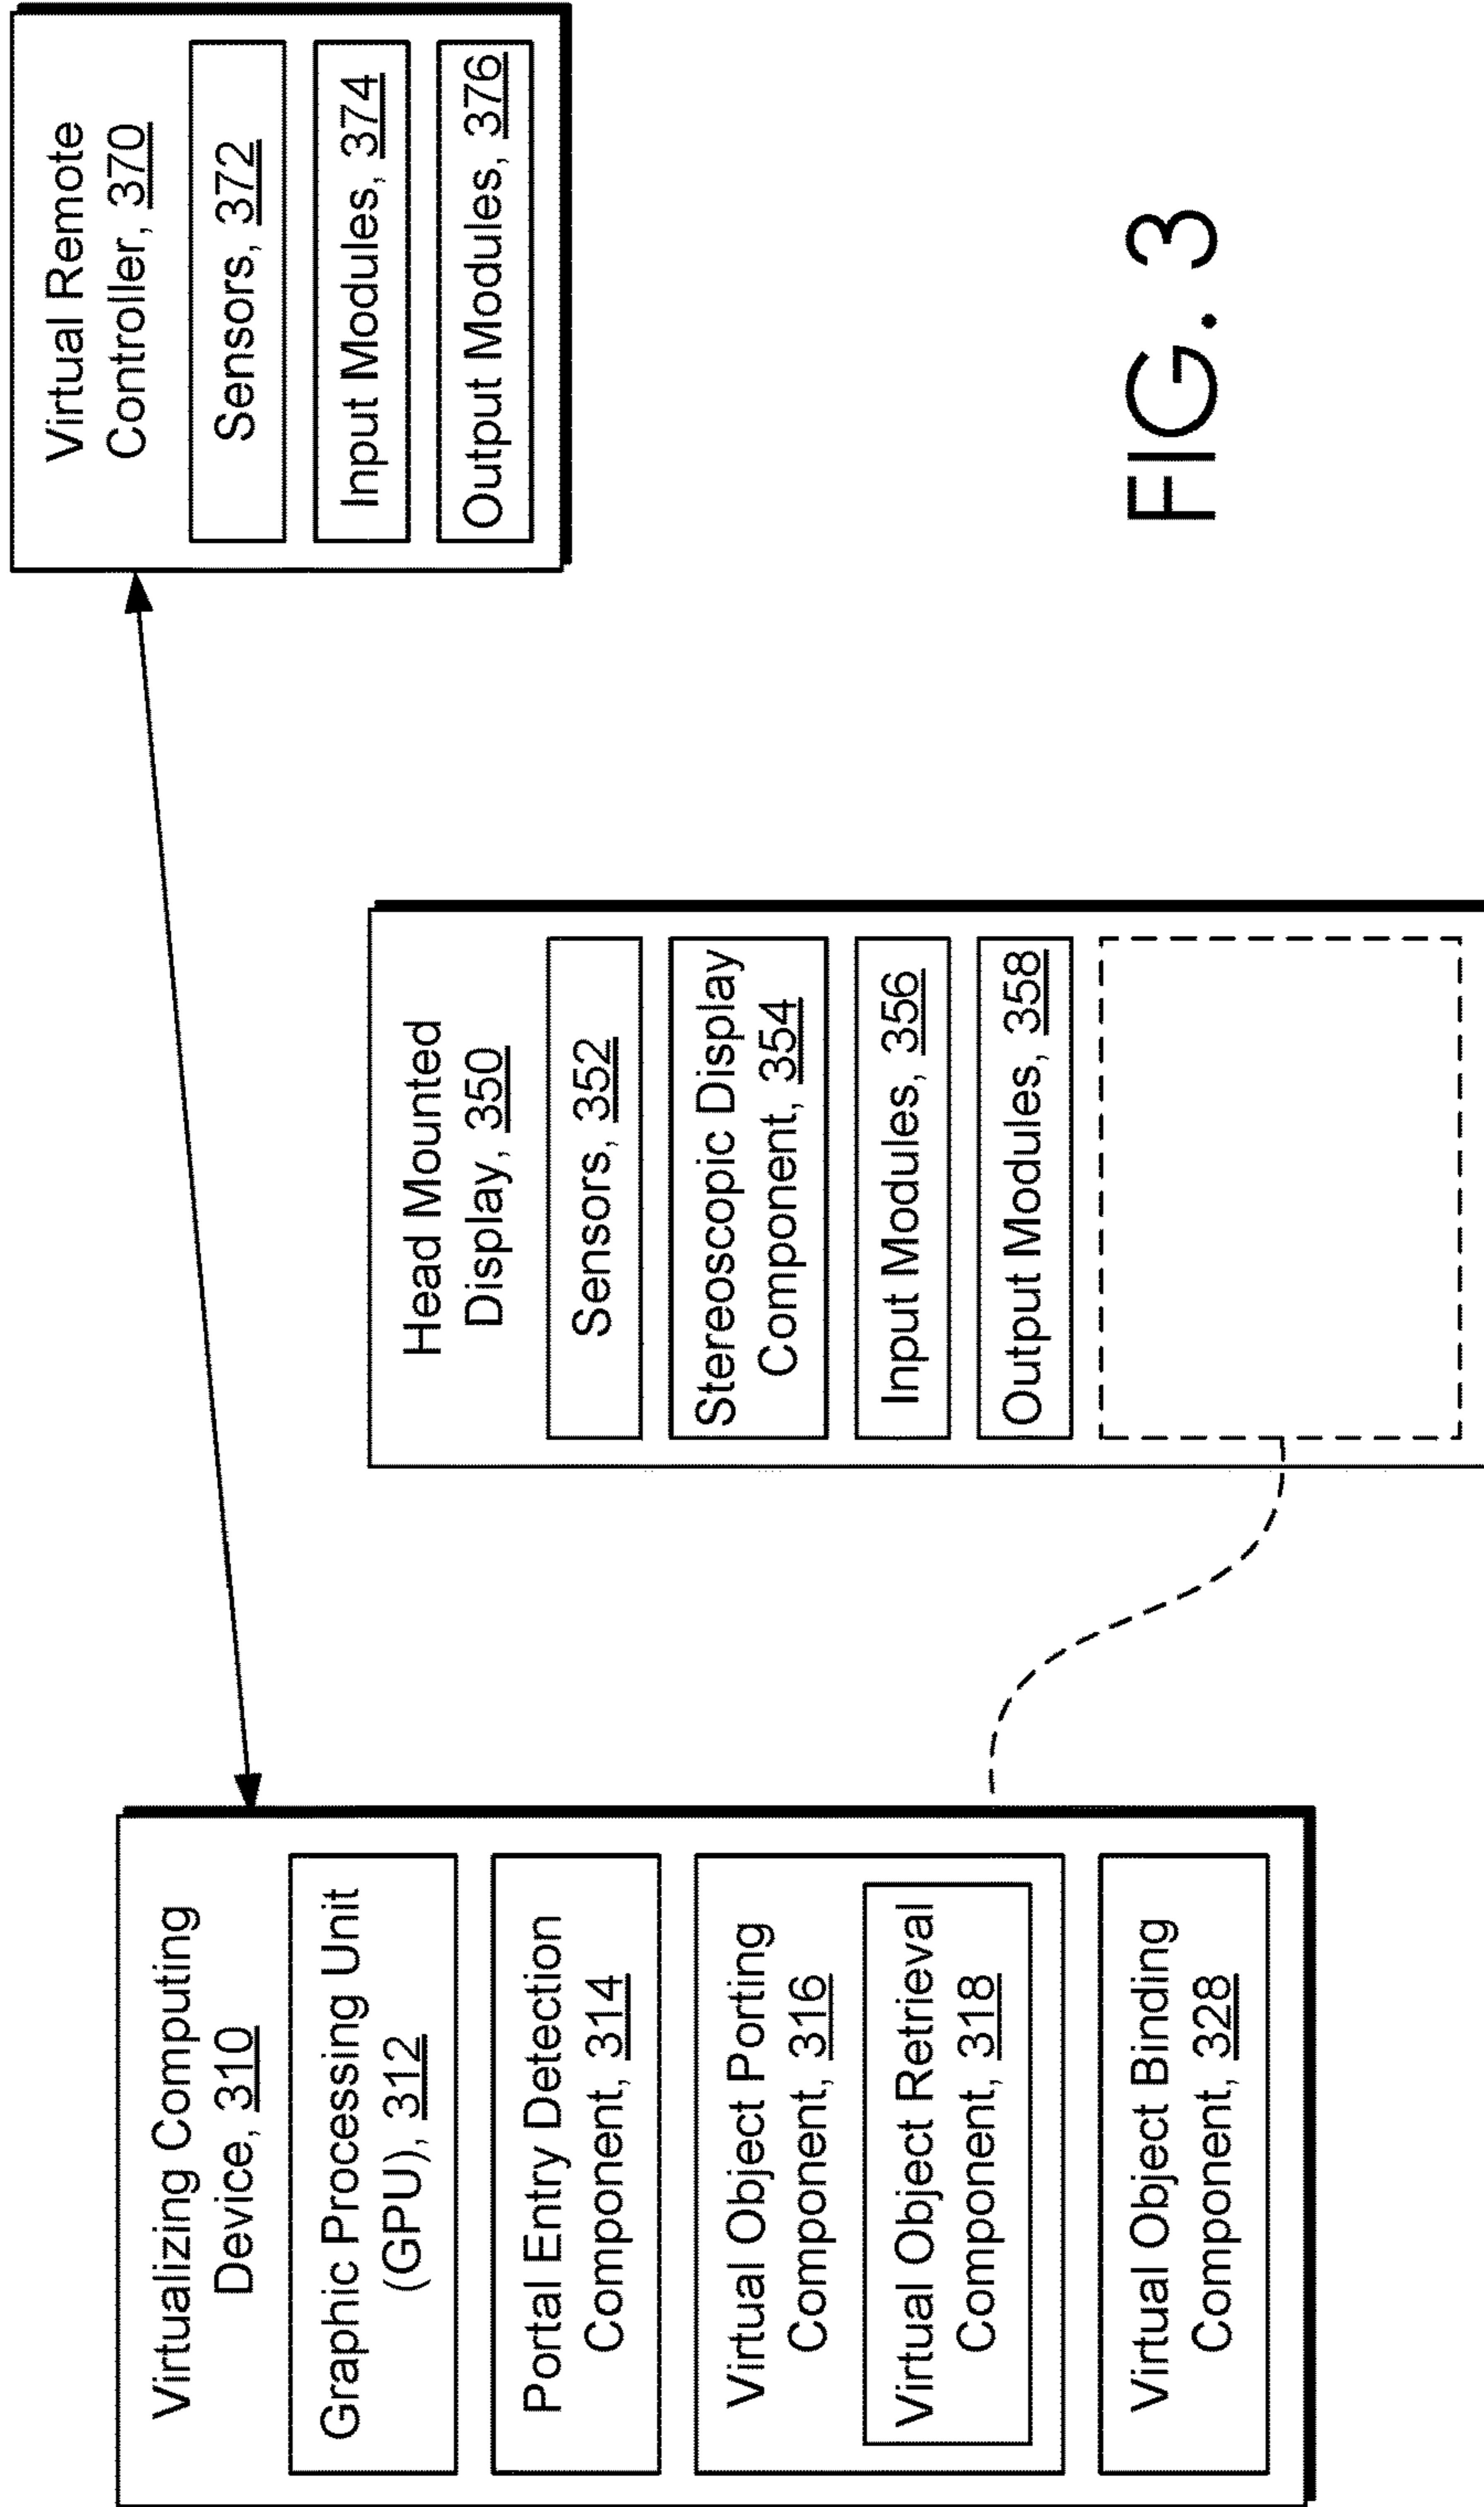 Virtualizing Computing
Device, 310
Graphic Processing Unit
(GPU), 312
Portal Entry Detection
Component, 314
Virtual Object Porting
Component, 316
Virtual Object Retrieval
Component, 318
Virtual Object Binding
Component, 328
Head Mounted
Display, 350
Sensors, 352
Stereoscopic Display
Component, 354
Input Modules, 356
Output Modules, 358
Virtual Remote
Controller, 370
Sensors, 372
Input Modules, 374
Output Modules, 376
FIG. 3